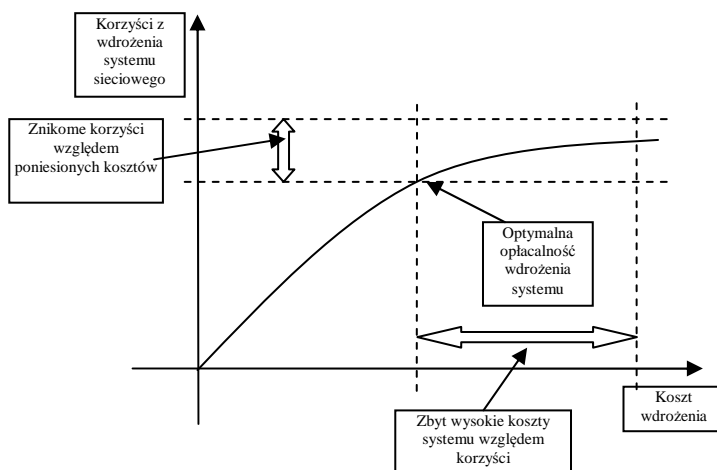 Korzyści z
wdrożenia
systemu
sieciowego
Znikome korzyści
względem
poniesionych kosztów
Optymalna
opłacalność
wdrożenia
systemu
Koszt
wdrożenia
Zbyt wysokie koszty
systemu względem
korzyści